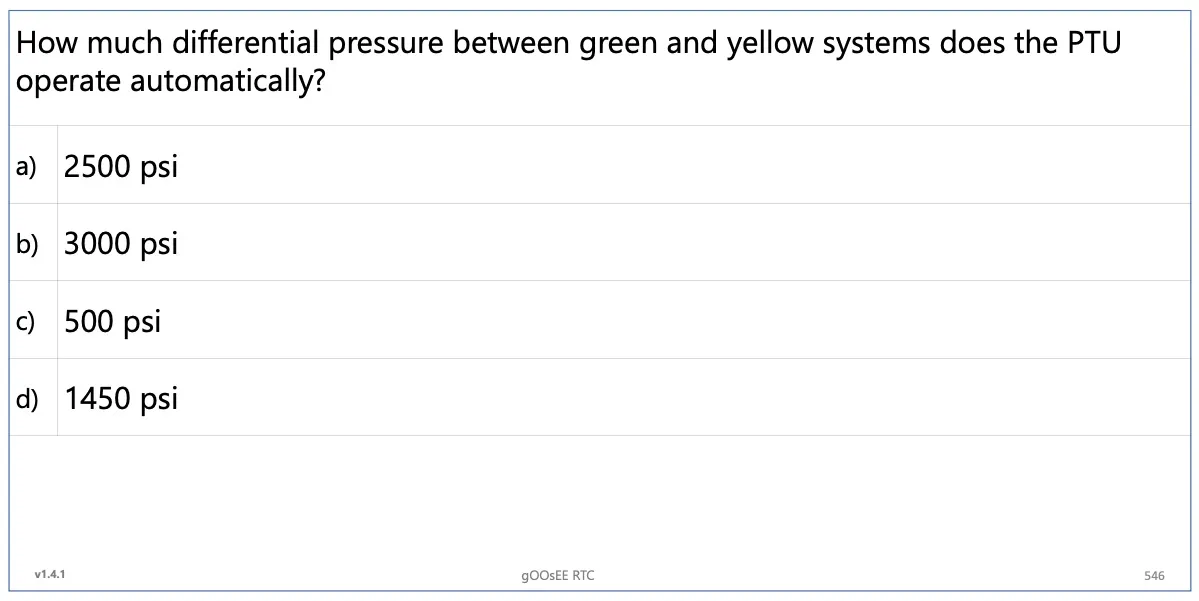 How much differential pressure between green and yellow systems does the PTU
operate automatically?
a) 2500 psi
b) 3000 psi
c) 500 psi
d) 1450 psi
v1.4.1 gOOsEE RTC 546